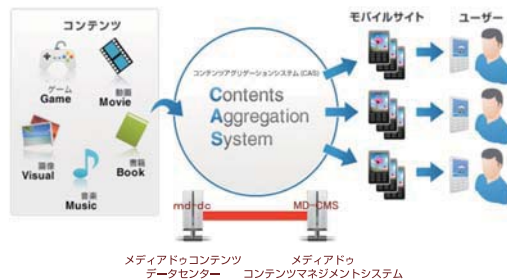 コンテンツ
ゲーム
Game
動画
Movie
画像
Visual
書籍
Book
音楽
Music
コンテンツアグリゲーションシステム(CAS)
Contents
Aggregation
System
モバイルサイト
ユーザー
md-dc
MD-CMS
メディアドゥコンテンツ
データセンター
メディアドゥ
コンテンツマネジメントシステム